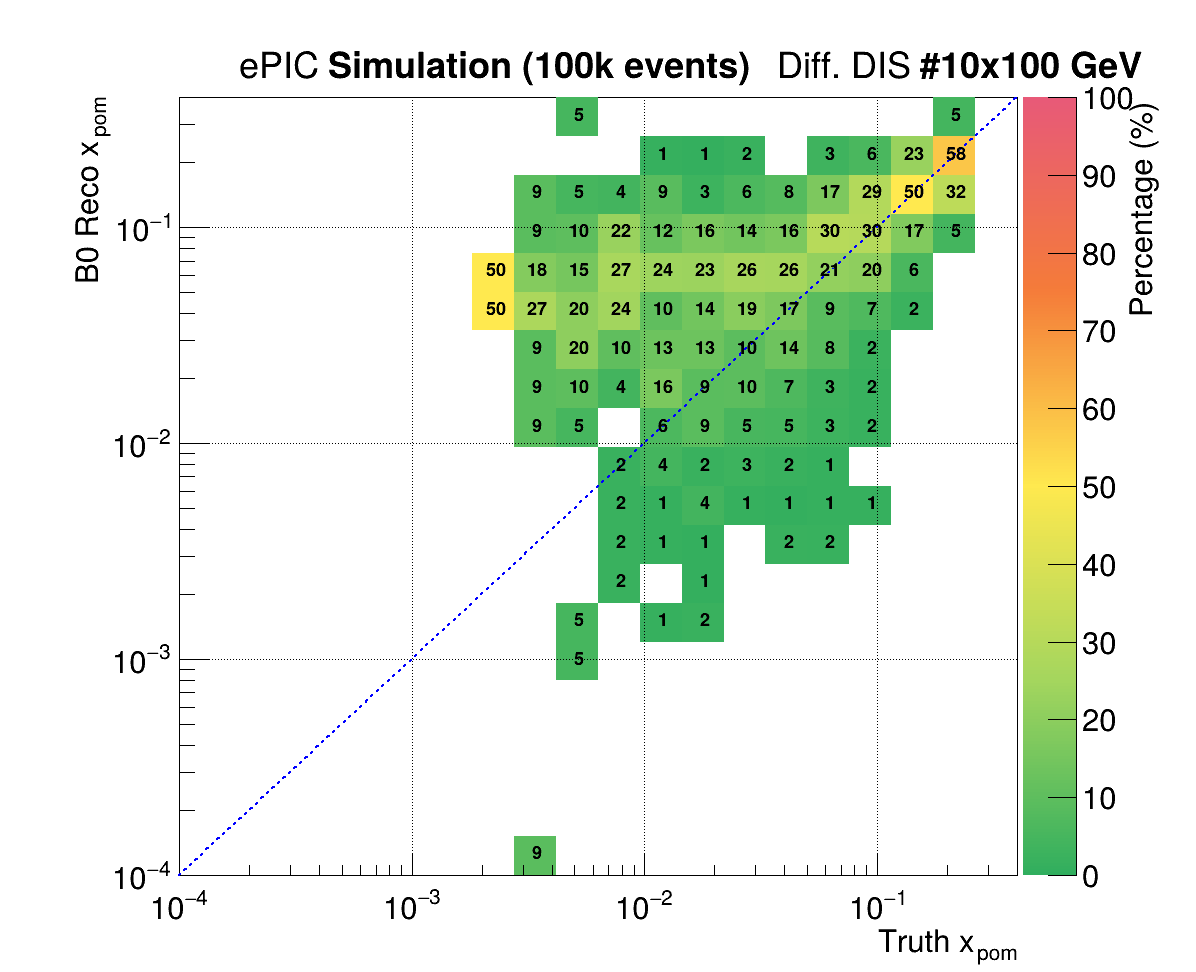 ePIC Simulation (100k events) Diff. DIS #10x100 GeV
B0 Reco x_pom
Percentage (%)
100
90
80
70
60
50
40
30
20
10
0
10^−1
10^−2
10^−3
10^−4
5 5
1 1 2 3 6 23 58
9 5 4 9 3 6 8 17 29 50 32
9 10 22 12 16 14 16 30 30 17 5
50 18 15 27 24 23 26 26 21 20 6
50 27 20 24 10 14 19 17 9 7 2
9 20 10 13 13 10 14 8 2
9 10 4 16 9 10 7 3 2
9 5 6 9 5 5 3 2
2 4 2 3 2 1
2 1 4 1 1 1 1
2 1 1 2 2
2 1
5 1 2
5
9
10^−4 10^−3 10^−2 10^−1
Truth x_pom